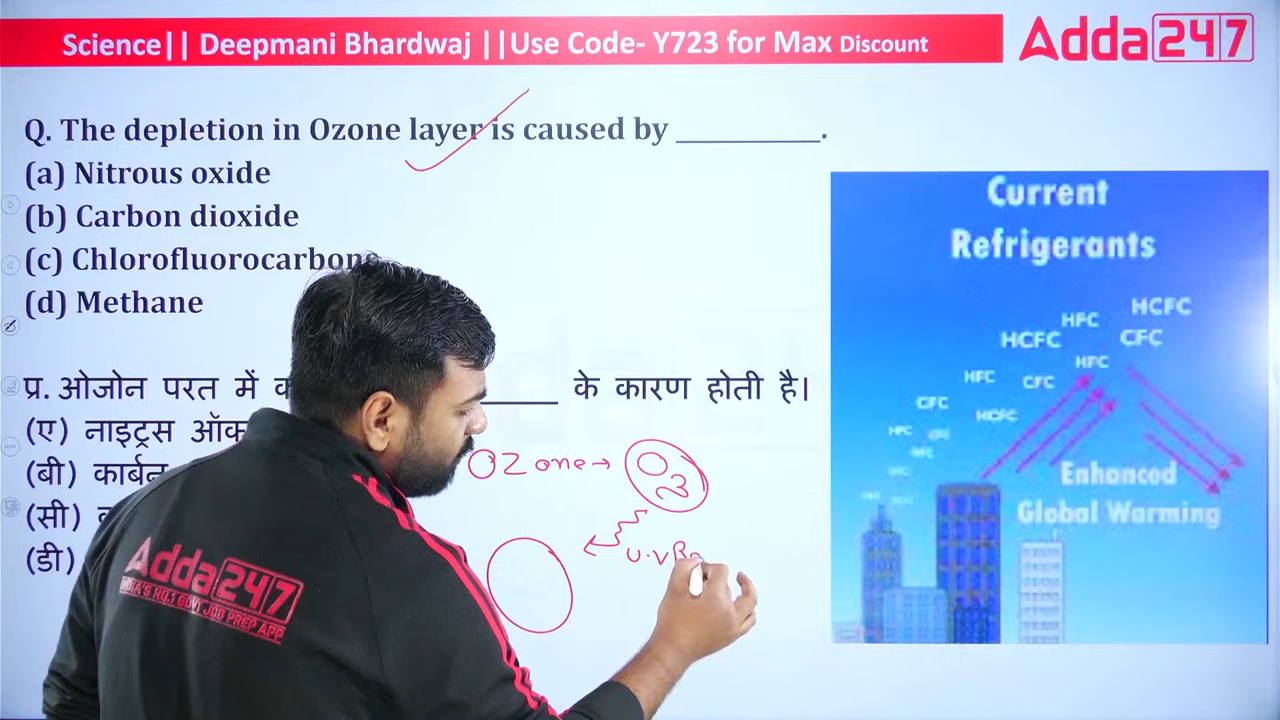 Science|| Deepmani Bhardwaj ||Use Code- Y723 for Max Discount
Adda247
Q. The depletion in Ozone layer is caused by __________.
(a) Nitrous oxide
(b) Carbon dioxide
(c) Chlorofluorocarbons
(d) Methane
प्र. ओजोन परत में के कारण होती है।
(ए) नाइट्रस
(बी) कार्बन
(सी)
(डी)
Ozone → O3
U.V
Current
Refrigerants
HCFC
HFC
HCFC
CFC
HFC
HFC
CFC
CFC
HCFC
Enhanced
Global Warming
Adda247
INDIA'S NO.1 GOVT JOB PREP APP